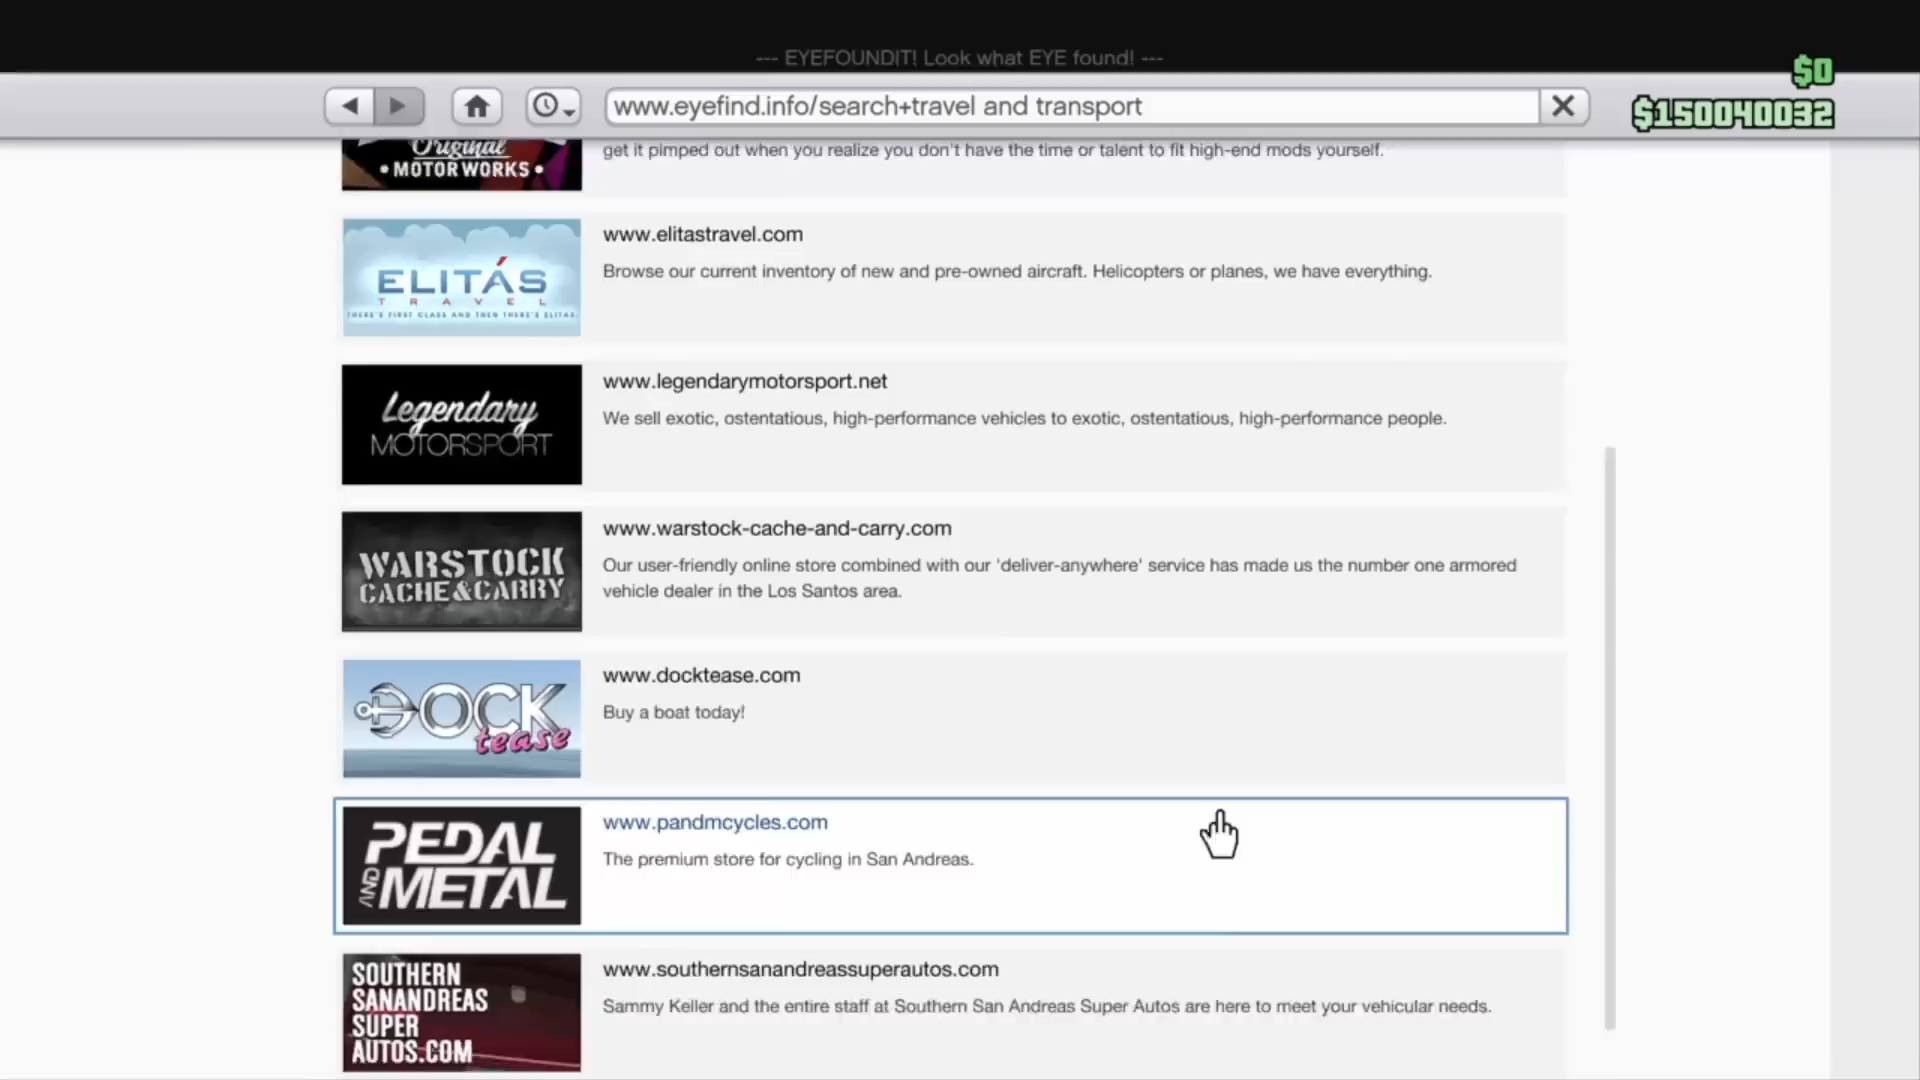 --- EYEFOUNDIT! Look what EYE found! ---
$0
www.eyefind.info/search+travel and transport
$150040032
Original
• MOTOR WORKS •
get it pimped out when you realize you don't have the time or talent to fit high-end mods yourself.
ELITÁS
TRAVEL
THERE'S FIRST CLASS AND THEN THERE'S ELITAS
www.elitastravel.com
Browse our current inventory of new and pre-owned aircraft. Helicopters or planes, we have everything.
Legendary
MOTORSPORT
www.legendarymotorsport.net
We sell exotic, ostentatious, high-performance vehicles to exotic, ostentatious, high-performance people.
WARSTOCK
CACHE&CARRY
www.warstock-cache-and-carry.com
Our user-friendly online store combined with our 'deliver-anywhere' service has made us the number one armored
vehicle dealer in the Los Santos area.
DOCK
tease
www.docktease.com
Buy a boat today!
PEDAL
AND METAL
www.pandmcycles.com
The premium store for cycling in San Andreas.
SOUTHERN
SANANDREAS
SUPER
AUTOS.COM
www.southernsanandreassuperautos.com
Sammy Keller and the entire staff at Southern San Andreas Super Autos are here to meet your vehicular needs.